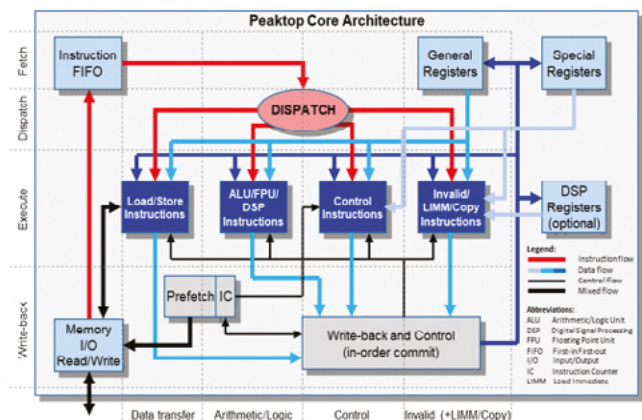 Peaktop Core Architecture
Fetch
Instruction
FIFO
General
Registers
Special
Registers
Dispatch
DISPATCH
Execute
Load/Store
Instructions
ALU/FPU/
DSP
Instructions
Control
Instructions
Invalid/
LIMM/Copy
Instructions
DSP
Registers
(optional)
Legend:
Instruction flow
Data flow
Control flow
Mixed flow
Write-back
Prefetch
IC
Memory
I/O
Read/Write
Write-back and Control
(in-order commit)
Abbreviations:
ALU Arithmetic/Logic Unit
DSP Digital Signal Processing
FPU Floating Point Unit
FIFO First-in First-out
I/O Input/Output
IC Instruction Counter
LIMM Load Immediate
Data transfer
Arithmetic/Logic
Control
Invalid (+LIMM/Copy)